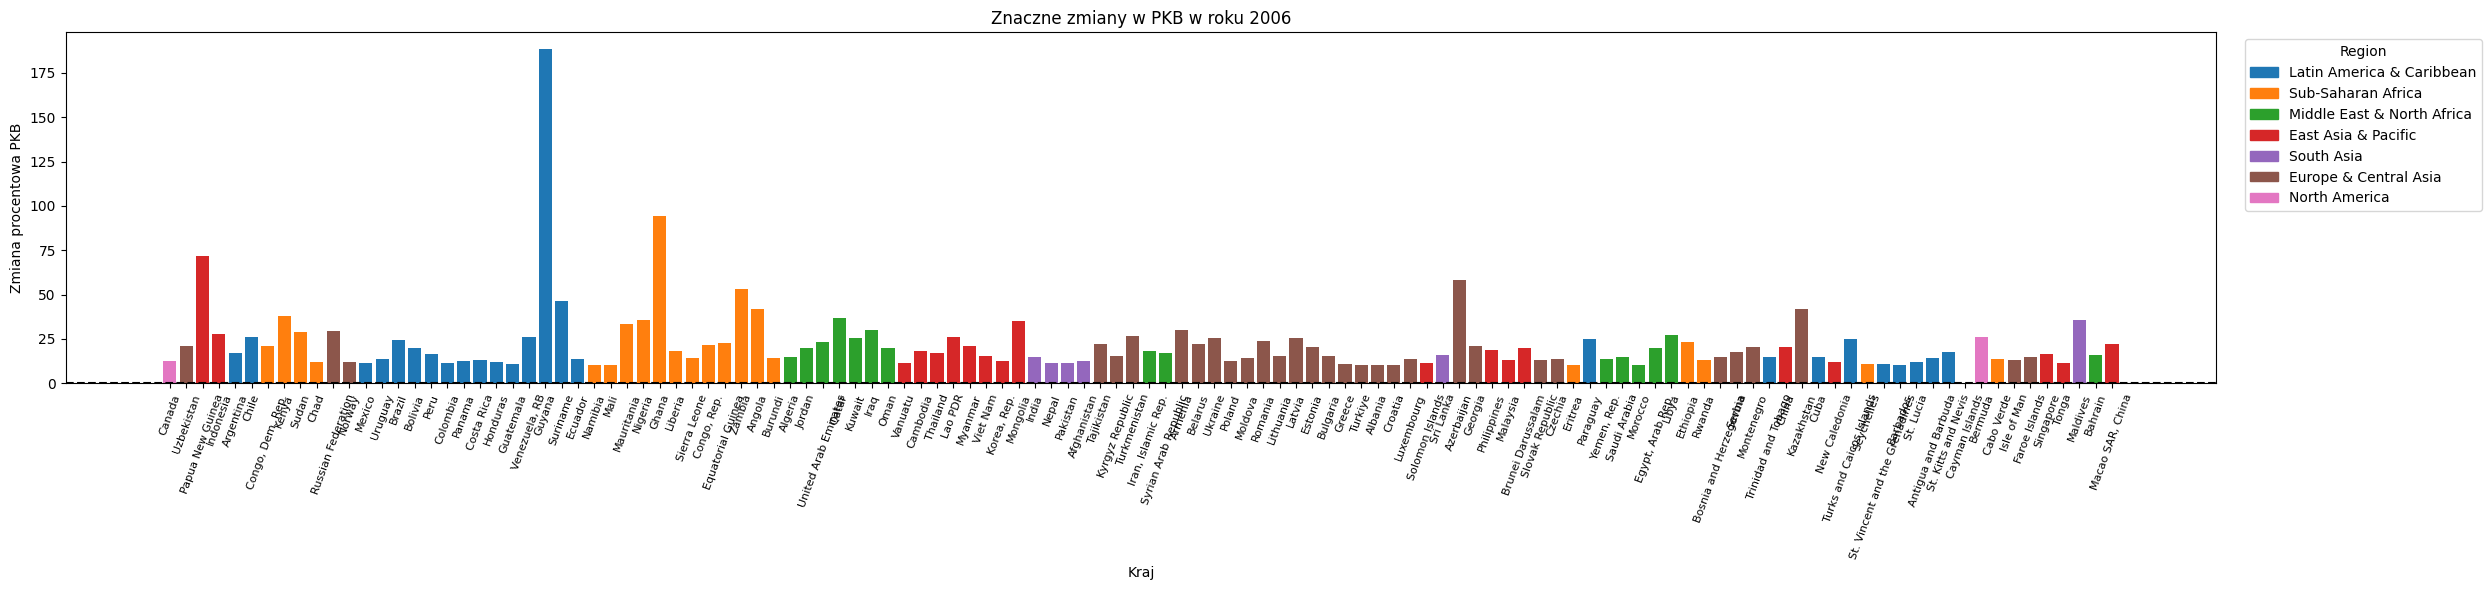 Znaczne zmiany w PKB w roku 2006
Zmiana procentowa PKB
175
150
125
100
75
50
25
0
Canada
Uzbekistan
Papua New Guinea
Indonesia
Argentina
Chile
Congo, Dem. Rep.
Kenya
Sudan
Chad
Russian Federation
Norway
Mexico
Uruguay
Brazil
Bolivia
Peru
Colombia
Panama
Costa Rica
Honduras
Guatemala
Venezuela, RB
Guyana
Suriname
Ecuador
Namibia
Mali
Mauritania
Nigeria
Ghana
Liberia
Sierra Leone
Congo, Rep.
Equatorial Guinea
Zambia
Angola
Burundi
Algeria
Jordan
United Arab Emirates
Qatar
Kuwait
Iraq
Oman
Vanuatu
Cambodia
Thailand
Lao PDR
Myanmar
Viet Nam
Korea, Rep.
Mongolia
India
Nepal
Pakistan
Afghanistan
Tajikistan
Kyrgyz Republic
Turkmenistan
Iran, Islamic Rep.
Syrian Arab Republic
Armenia
Belarus
Ukraine
Poland
Moldova
Romania
Lithuania
Latvia
Estonia
Bulgaria
Greece
Turkiye
Albania
Croatia
Luxembourg
Solomon Islands
Sri Lanka
Azerbaijan
Georgia
Philippines
Malaysia
Brunei Darussalam
Slovak Republic
Czechia
Eritrea
Paraguay
Yemen, Rep.
Saudi Arabia
Morocco
Egypt, Arab Rep.
Libya
Ethiopia
Rwanda
Bosnia and Herzegovina
Serbia
Montenegro
Trinidad and Tobago
China
Kazakhstan
Cuba
New Caledonia
Turks and Caicos Islands
Seychelles
St. Vincent and the Grenadines
Barbados
St. Lucia
Antigua and Barbuda
St. Kitts and Nevis
Cayman Islands
Bermuda
Cabo Verde
Isle of Man
Faroe Islands
Singapore
Tonga
Maldives
Bahrain
Macao SAR, China
Kraj
Region
Latin America & Caribbean
Sub-Saharan Africa
Middle East & North Africa
East Asia & Pacific
South Asia
Europe & Central Asia
North America